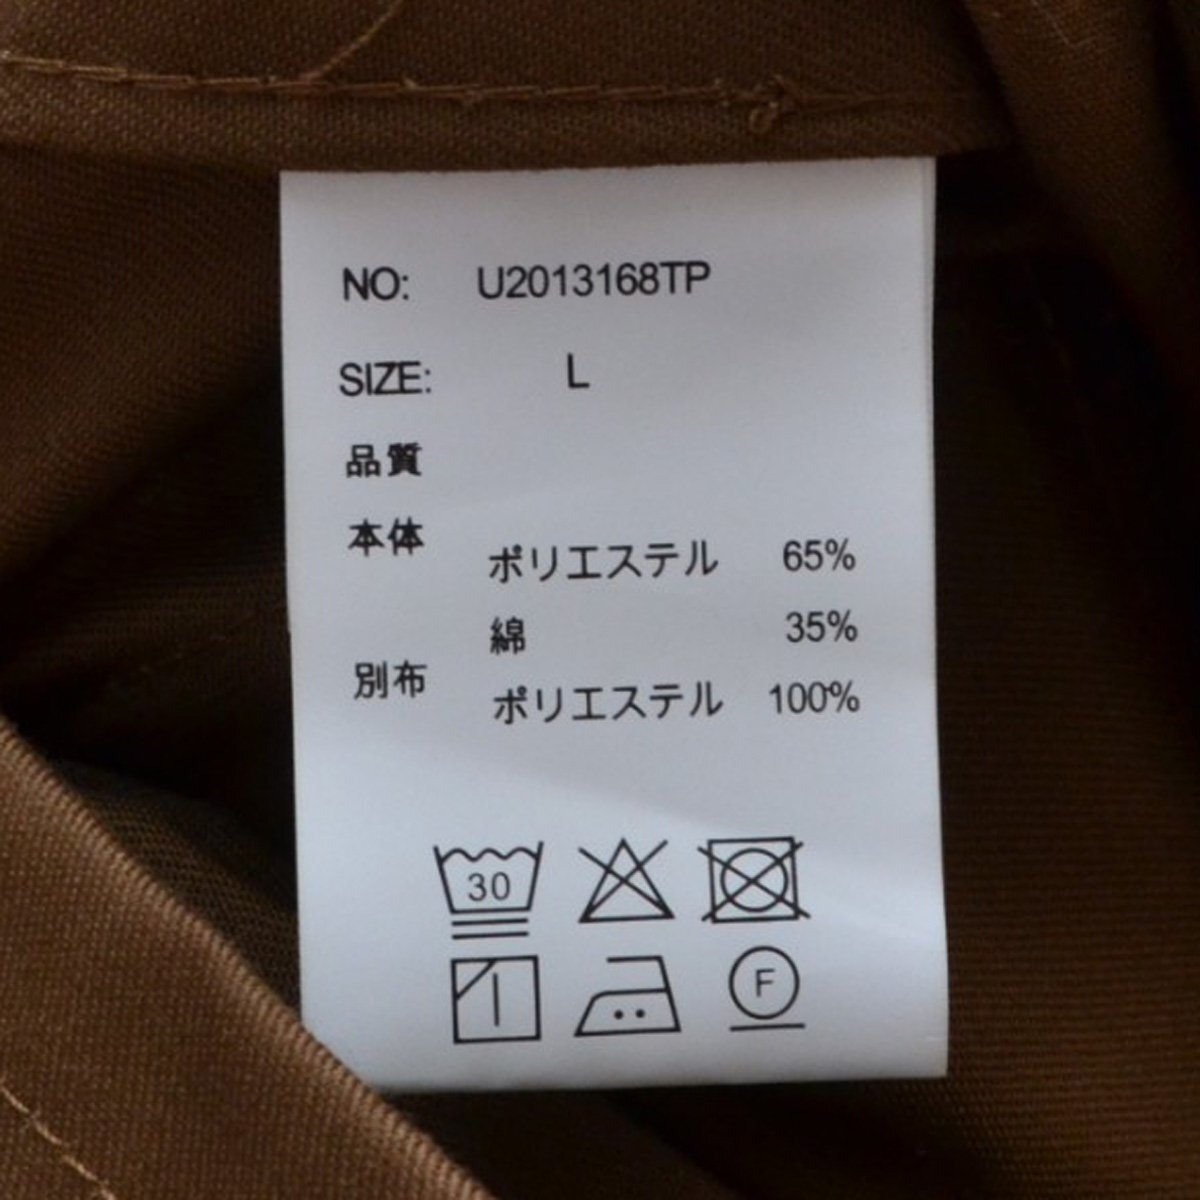 NO: U2013168TP
SIZE: L
品質
本体 ポリエステル 65%
綿 35%
別布 ポリエステル 100%
30
F